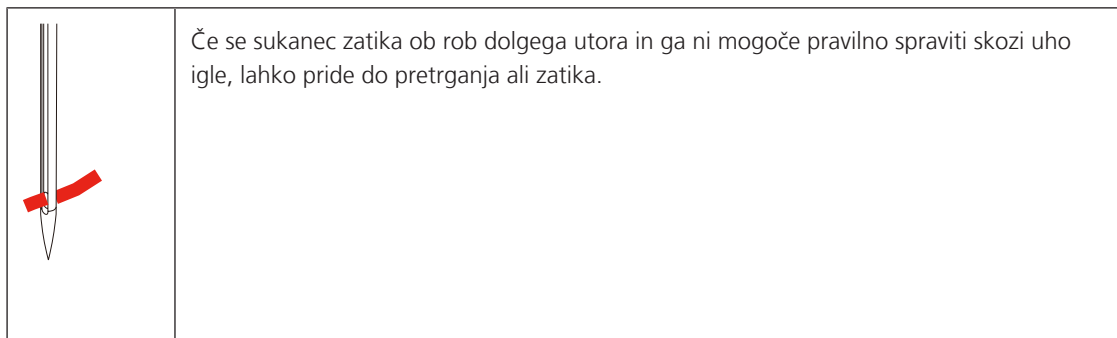 Če se sukanec zatika ob rob dolgega utora in ga ni mogoče pravilno spraviti skozi uho
igle, lahko pride do pretrganja ali zatika.